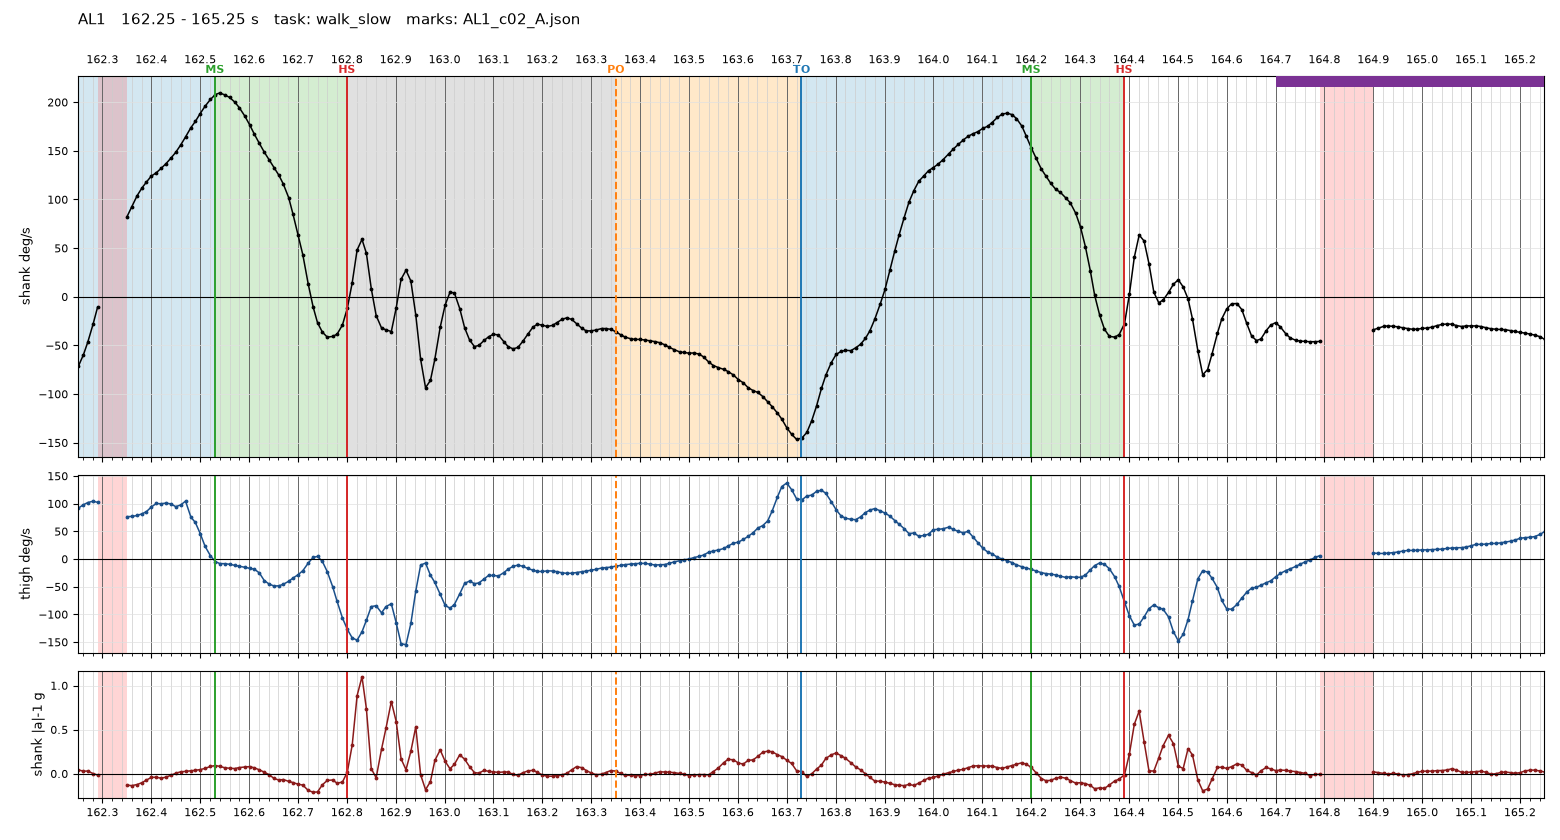 AL1   162.25 - 165.25 s   task: walk_slow   marks: AL1_c02_A.json
162.3 162.4 162.5 162.6 162.7 162.8 162.9 163.0 163.1 163.2 163.3 163.4 163.5 163.6 163.7 163.8 163.9 164.0 164.1 164.2 164.3 164.4 164.5 164.6 164.7 164.8 164.9 165.0 165.1 165.2
MS HS PO TO MS HS
shank deg/s
200
150
100
50
0
−50
−100
−150
thigh deg/s
150
100
50
0
−50
−100
−150
shank |a|-1 g
1.0
0.5
0.0
162.3 162.4 162.5 162.6 162.7 162.8 162.9 163.0 163.1 163.2 163.3 163.4 163.5 163.6 163.7 163.8 163.9 164.0 164.1 164.2 164.3 164.4 164.5 164.6 164.7 164.8 164.9 165.0 165.1 165.2